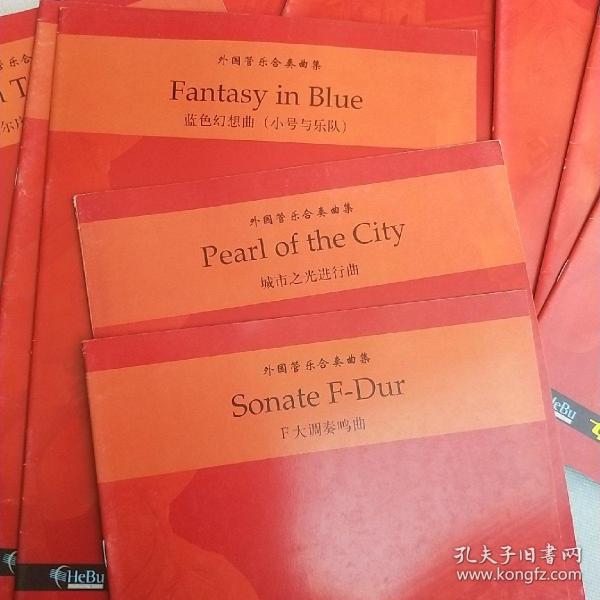 外国管乐合奏曲集
Fantasy in Blue
蓝色幻想曲（小号与乐队）
外国管乐合奏曲集
Pearl of the City
城市之光进行曲
外国管乐合奏曲集
Sonate F-Dur
F大调奏鸣曲
HeBu
HeBu
孔夫子旧书网
www.kongfz.com